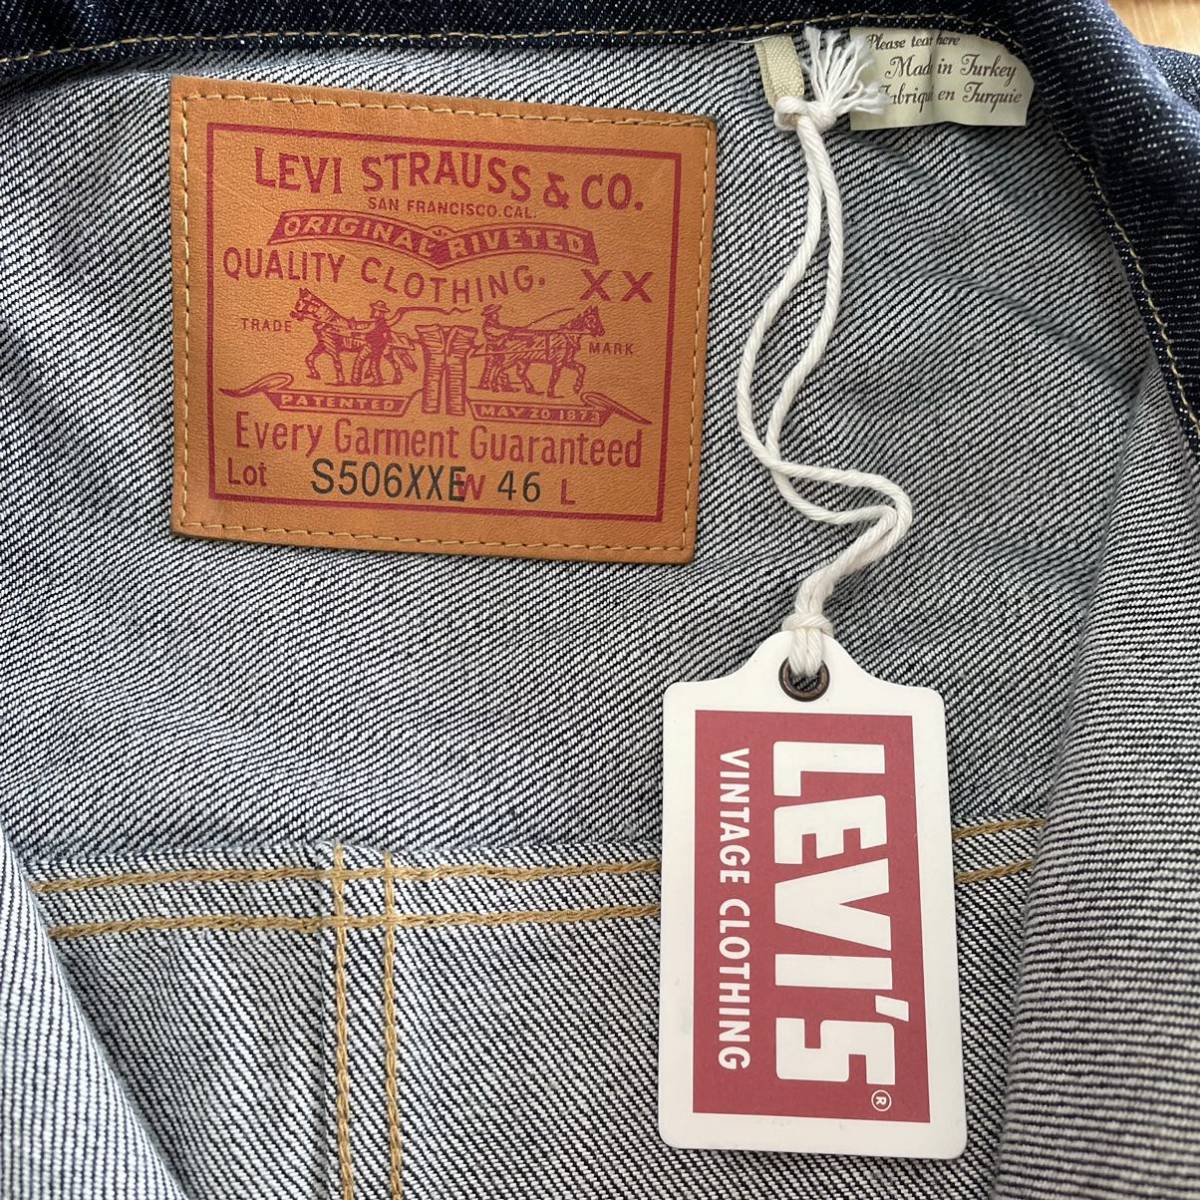 LEVI STRAUSS & CO.
SAN FRANCISCO.CAL.
ORIGINAL RIVETED
QUALITY CLOTHING. XX
TRADE MARK
PATENTED MAY 20 1873
Every Garment Guaranteed
Lot S506XXE W 46 L
Please tear here
Made in Turkey
Fabriqué en Turquie
LEVI'S®
VINTAGE CLOTHING